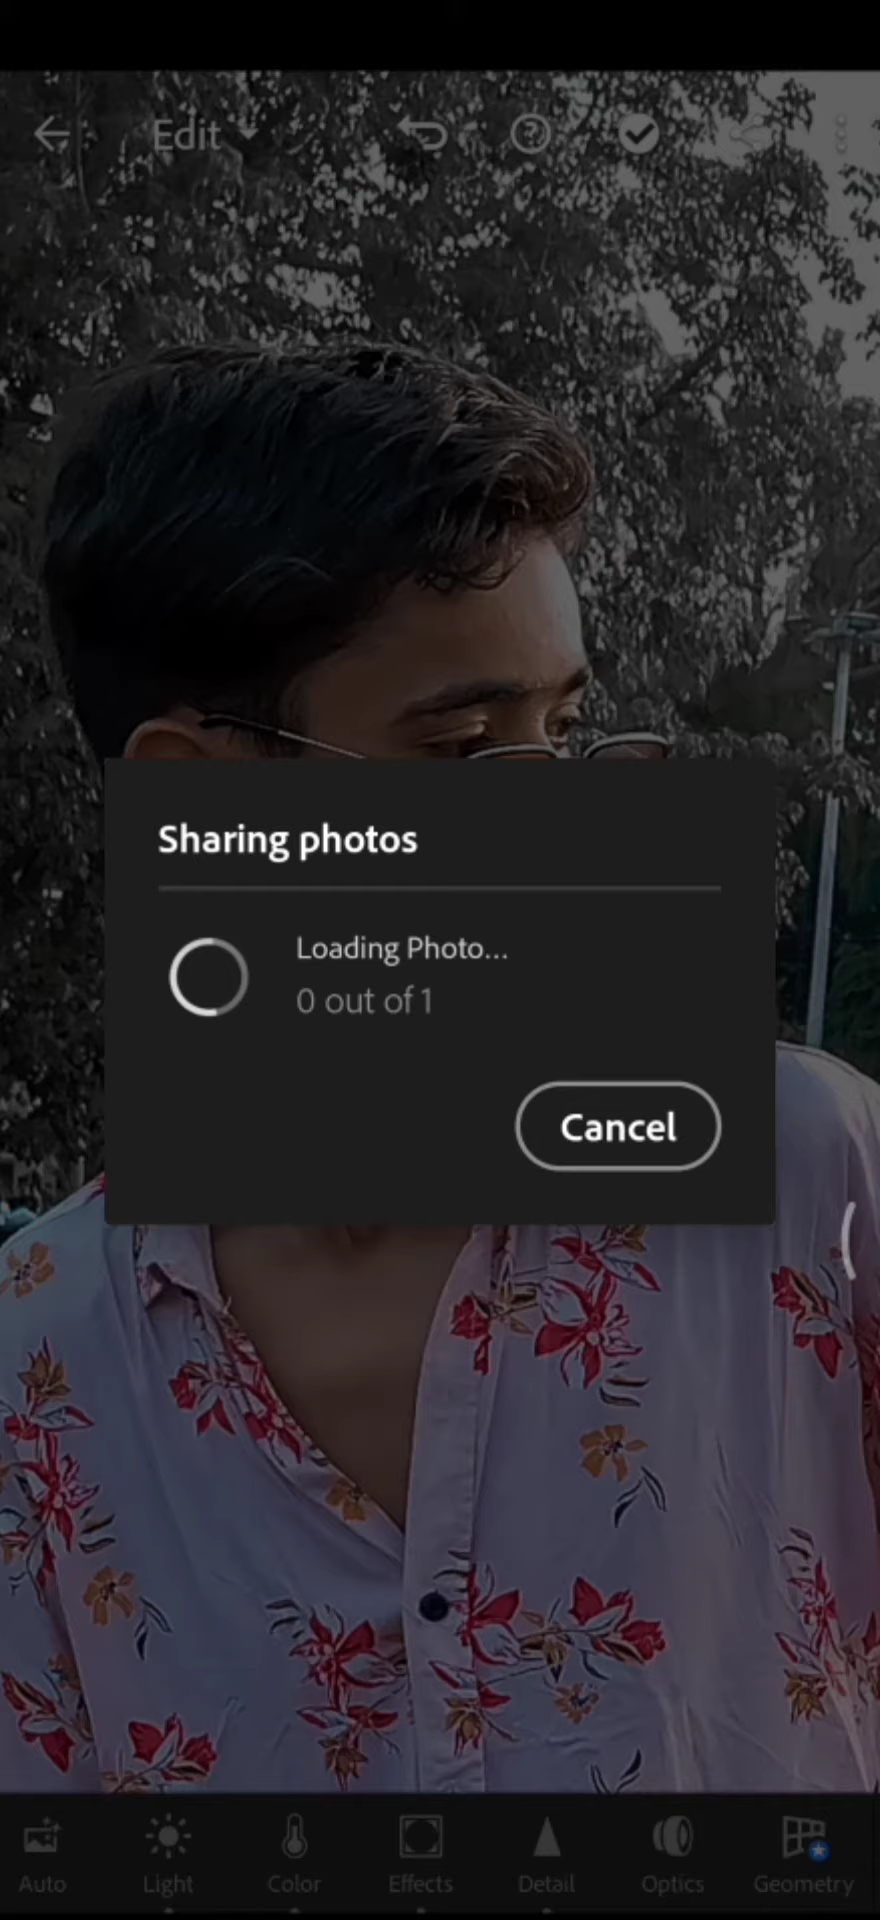 Edit
Sharing photos
Loading Photo...
0 out of 1
Cancel
Auto Light Color Effects Detail Optics Geometry